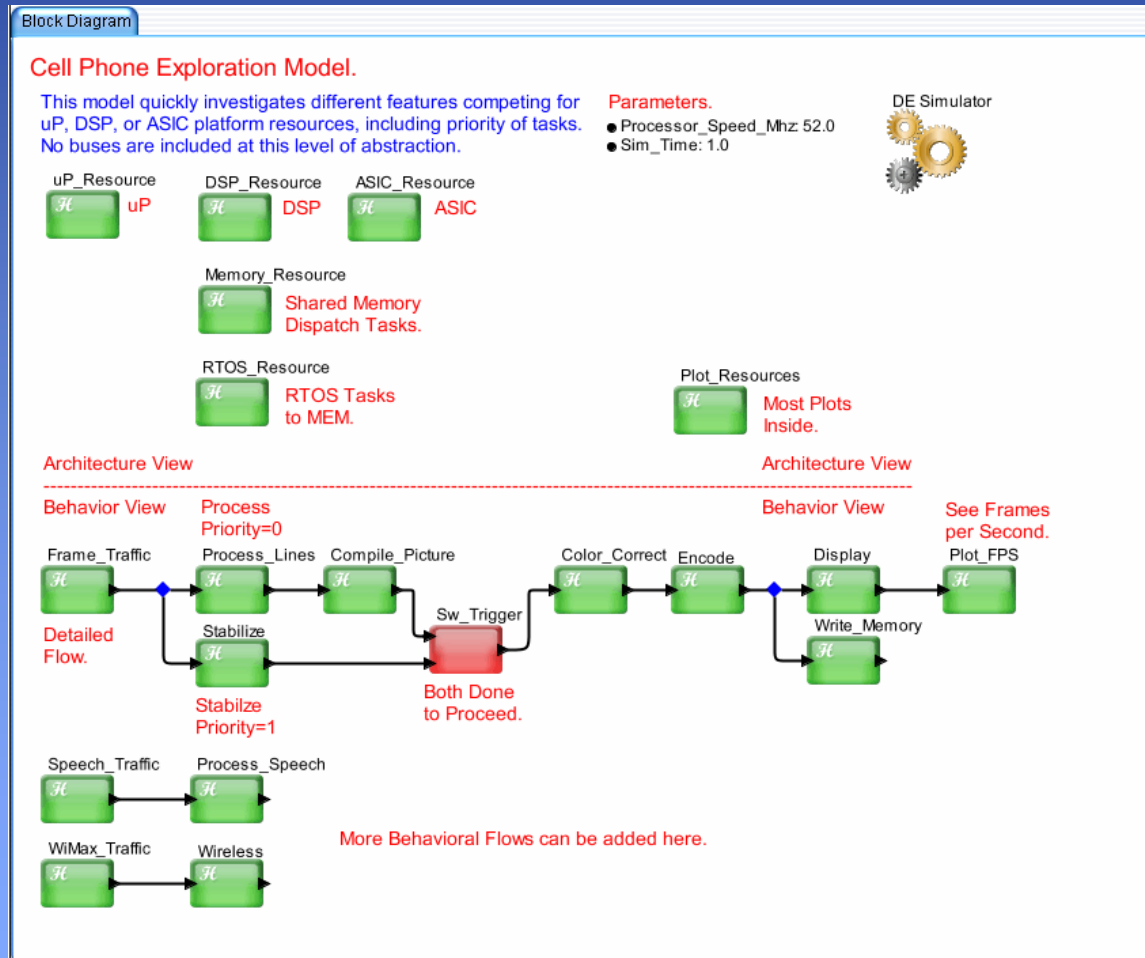 Block Diagram
Cell Phone Exploration Model.
This model quickly investigates different features competing for
uP, DSP, or ASIC platform resources, including priority of tasks.
No buses are included at this level of abstraction.
Parameters.
Processor_Speed_Mhz: 52.0
Sim_Time: 1.0
DE Simulator
uP_Resource
uP
DSP_Resource
DSP
ASIC_Resource
ASIC
Memory_Resource
Shared Memory
Dispatch Tasks.
RTOS_Resource
RTOS Tasks
to MEM.
Plot_Resources
Most Plots
Inside.
Architecture View
Architecture View
Behavior View
Process
Priority=0
Behavior View
See Frames
per Second.
Frame_Traffic
Process_Lines
Compile_Picture
Color_Correct
Encode
Display
Plot_FPS
Detailed
Flow.
Stabilize
Sw_Trigger
Write_Memory
Both Done
to Proceed.
Stabilze
Priority=1
Speech_Traffic
Process_Speech
WiMax_Traffic
Wireless
More Behavioral Flows can be added here.